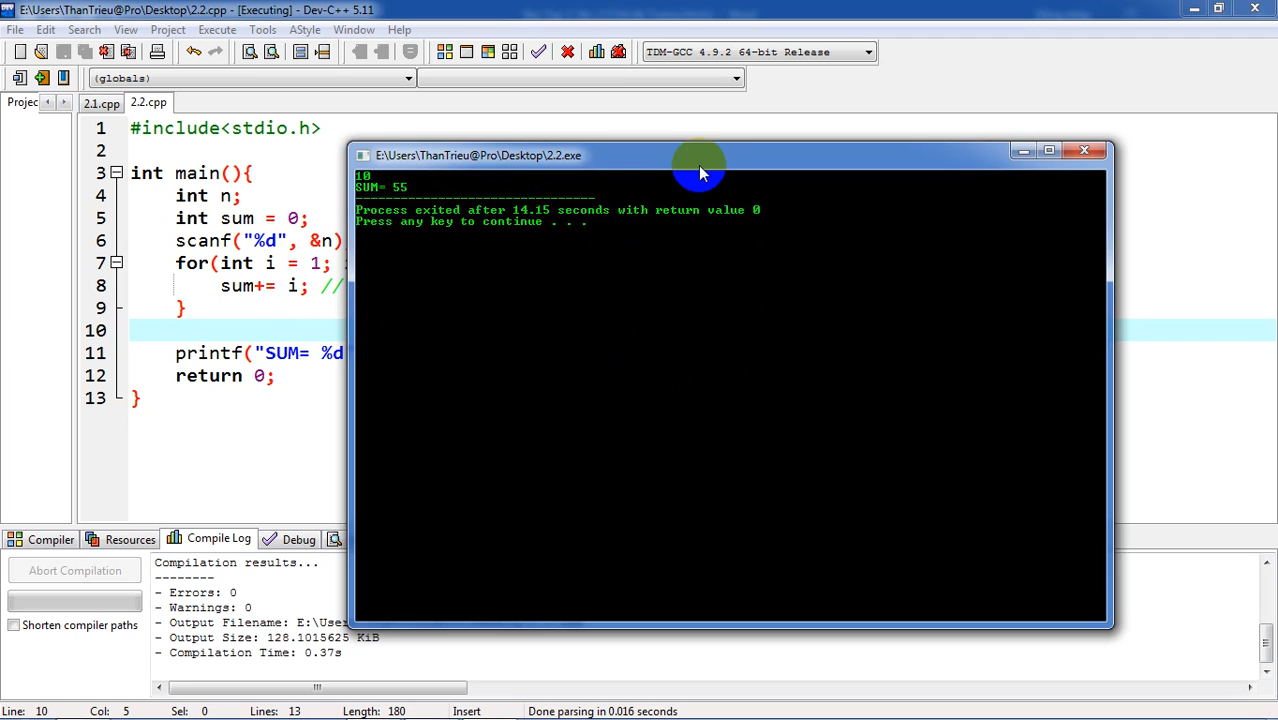 E:\Users\ThanTrieu@Pro\Desktop\2.2.cpp - [Executing] - Dev-C++ 5.11
File Edit Search View Project Execute Tools AStyle Window Help
TDM-GCC 4.9.2 64-bit Release
(globals)
Projec 2.1.cpp 2.2.cpp
1 #include<stdio.h>
2
3 int main(){
4 int n;
5 int sum = 0;
6 scanf("%d", &n)
7 for(int i = 1;
8 sum+= i; //
9 }
10
11 printf("SUM= %d
12 return 0;
13 }
E:\Users\ThanTrieu@Pro\Desktop\2.2.exe
10
SUM= 55
--------------------------------
Process exited after 14.15 seconds with return value 0
Press any key to continue . . .
Compiler Resources Compile Log Debug
Abort Compilation
Shorten compiler paths
Compilation results...
--------
- Errors: 0
- Warnings: 0
- Output Filename: E:\User
- Output Size: 128.1015625 KiB
- Compilation Time: 0.37s
Line: 10 Col: 5 Sel: 0 Lines: 13 Length: 180 Insert Done parsing in 0.016 seconds